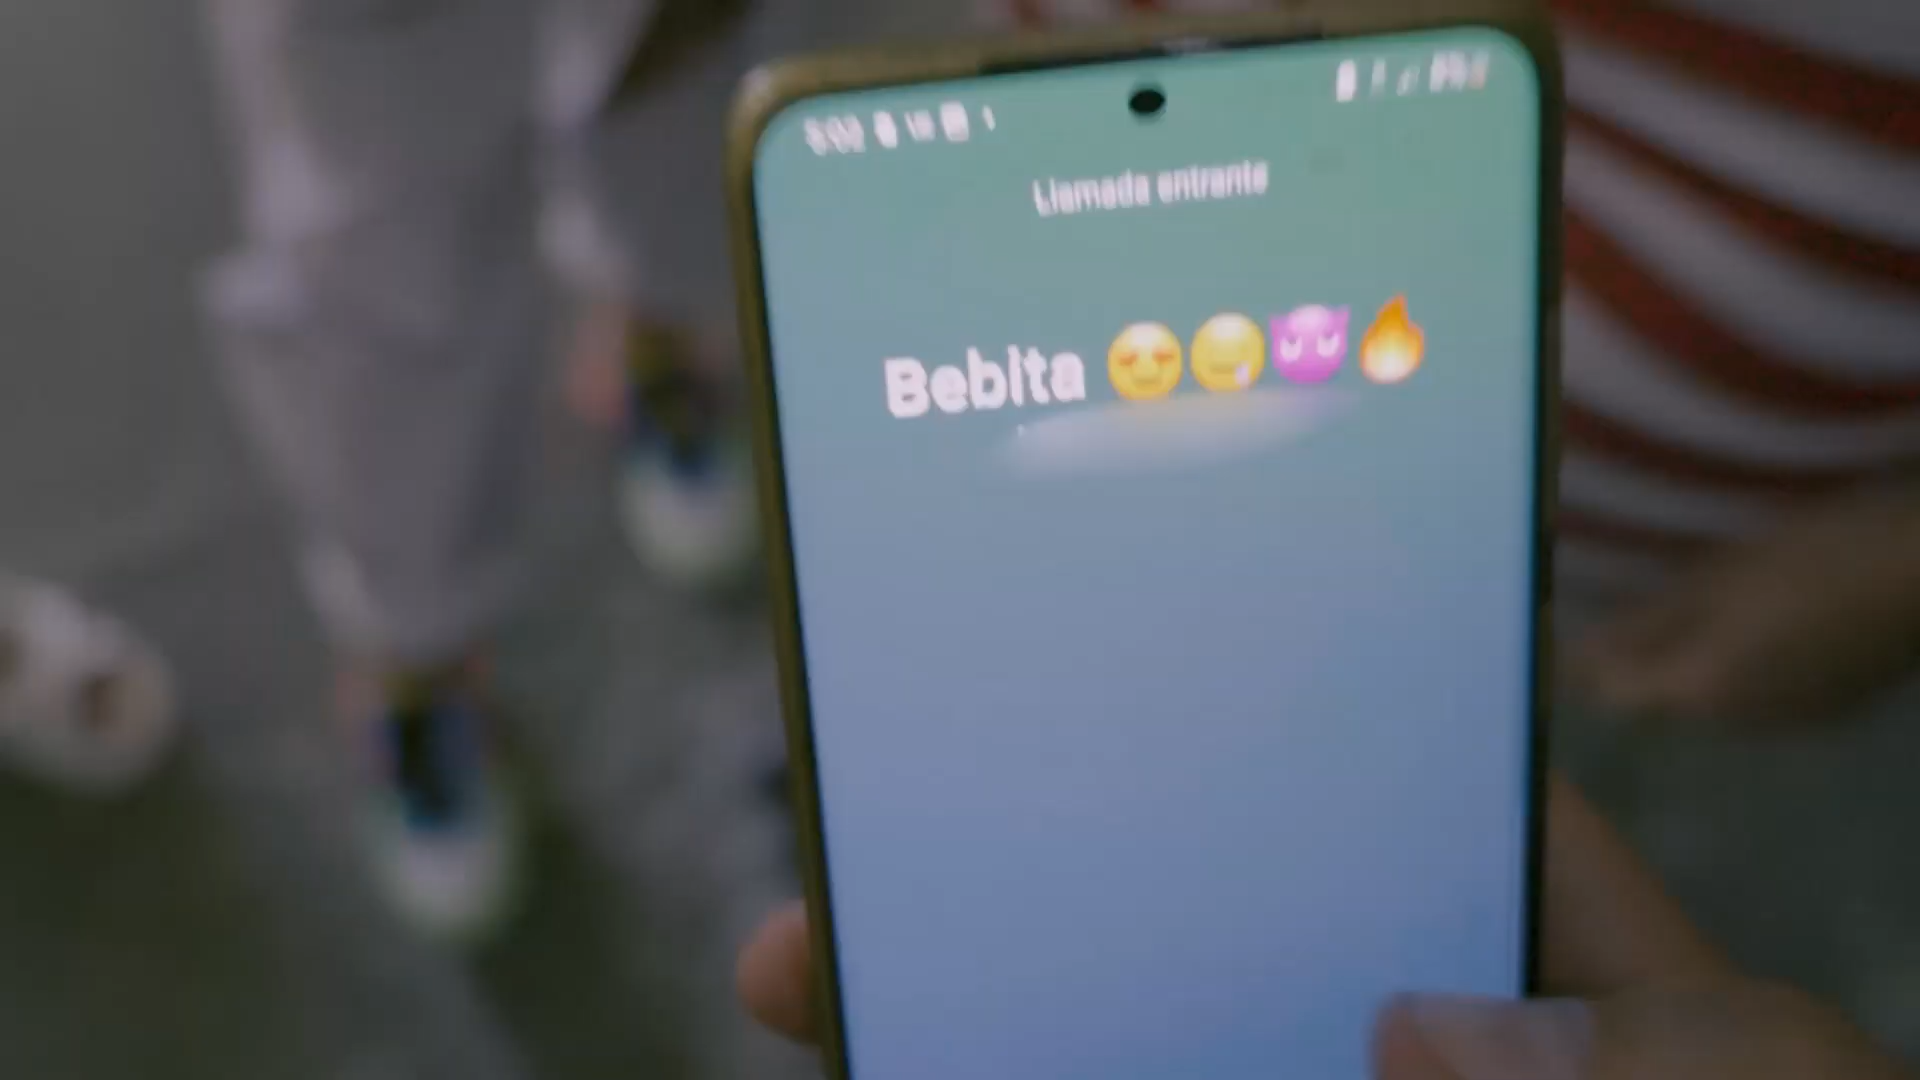 Llamada entrante
Bebita 😌🤤😈🔥